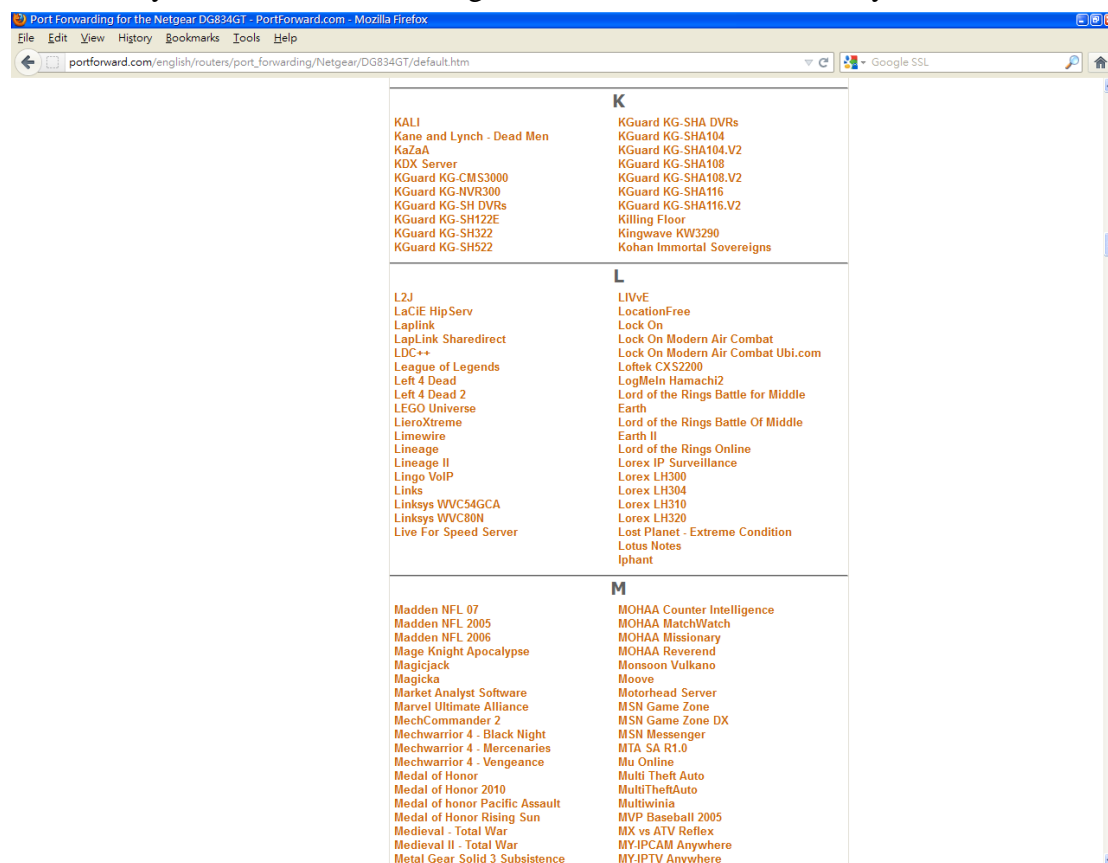 Port Forwarding for the Netgear DG834GT - PortForward.com - Mozilla Firefox
File Edit View History Bookmarks Tools Help
portforward.com/english/routers/port_forwarding/Netgear/DG834GT/default.htm
Google SSL
K
KALI
Kane and Lynch - Dead Men
KaZaA
KDX Server
KGuard KG-CMS3000
KGuard KG-NVR300
KGuard KG-SH DVRs
KGuard KG-SH122E
KGuard KG-SH322
KGuard KG-SH522
KGuard KG-SHA DVRs
KGuard KG-SHA104
KGuard KG-SHA104.V2
KGuard KG-SHA108
KGuard KG-SHA108.V2
KGuard KG-SHA116
KGuard KG-SHA116.V2
Killing Floor
Kingwave KW3290
Kohan Immortal Sovereigns
L
L2J
LaCiE HipServ
Laplink
LapLink Sharedirect
LDC++
League of Legends
Left 4 Dead
Left 4 Dead 2
LEGO Universe
LieroXtreme
Limewire
Lineage
Lineage II
Lingo VoIP
Links
Linksys WVC54GCA
Linksys WVC80N
Live For Speed Server
LIVvE
LocationFree
Lock On
Lock On Modern Air Combat
Lock On Modern Air Combat Ubi.com
Loftek CXS2200
LogMeIn Hamachi2
Lord of the Rings Battle for Middle
Earth
Lord of the Rings Battle Of Middle
Earth II
Lord of the Rings Online
Lorex IP Surveillance
Lorex LH300
Lorex LH304
Lorex LH310
Lorex LH320
Lost Planet - Extreme Condition
Lotus Notes
lphant
M
Madden NFL 07
Madden NFL 2005
Madden NFL 2006
Mage Knight Apocalypse
Magicjack
Magicka
Market Analyst Software
Marvel Ultimate Alliance
MechCommander 2
Mechwarrior 4 - Black Night
Mechwarrior 4 - Mercenaries
Mechwarrior 4 - Vengeance
Medal of Honor
Medal of Honor 2010
Medal of honor Pacific Assault
Medal of Honor Rising Sun
Medieval - Total War
Medieval II - Total War
Metal Gear Solid 3 Subsistence
MOHAA Counter Intelligence
MOHAA MatchWatch
MOHAA Missionary
MOHAA Reverend
Monsoon Vulkano
Moove
Motorhead Server
MSN Game Zone
MSN Game Zone DX
MSN Messenger
MTA SA R1.0
Mu Online
Multi Theft Auto
MultiTheftAuto
Multiwinia
MVP Baseball 2005
MX vs ATV Reflex
MY-IPCAM Anywhere
MY-IPTV Anywhere